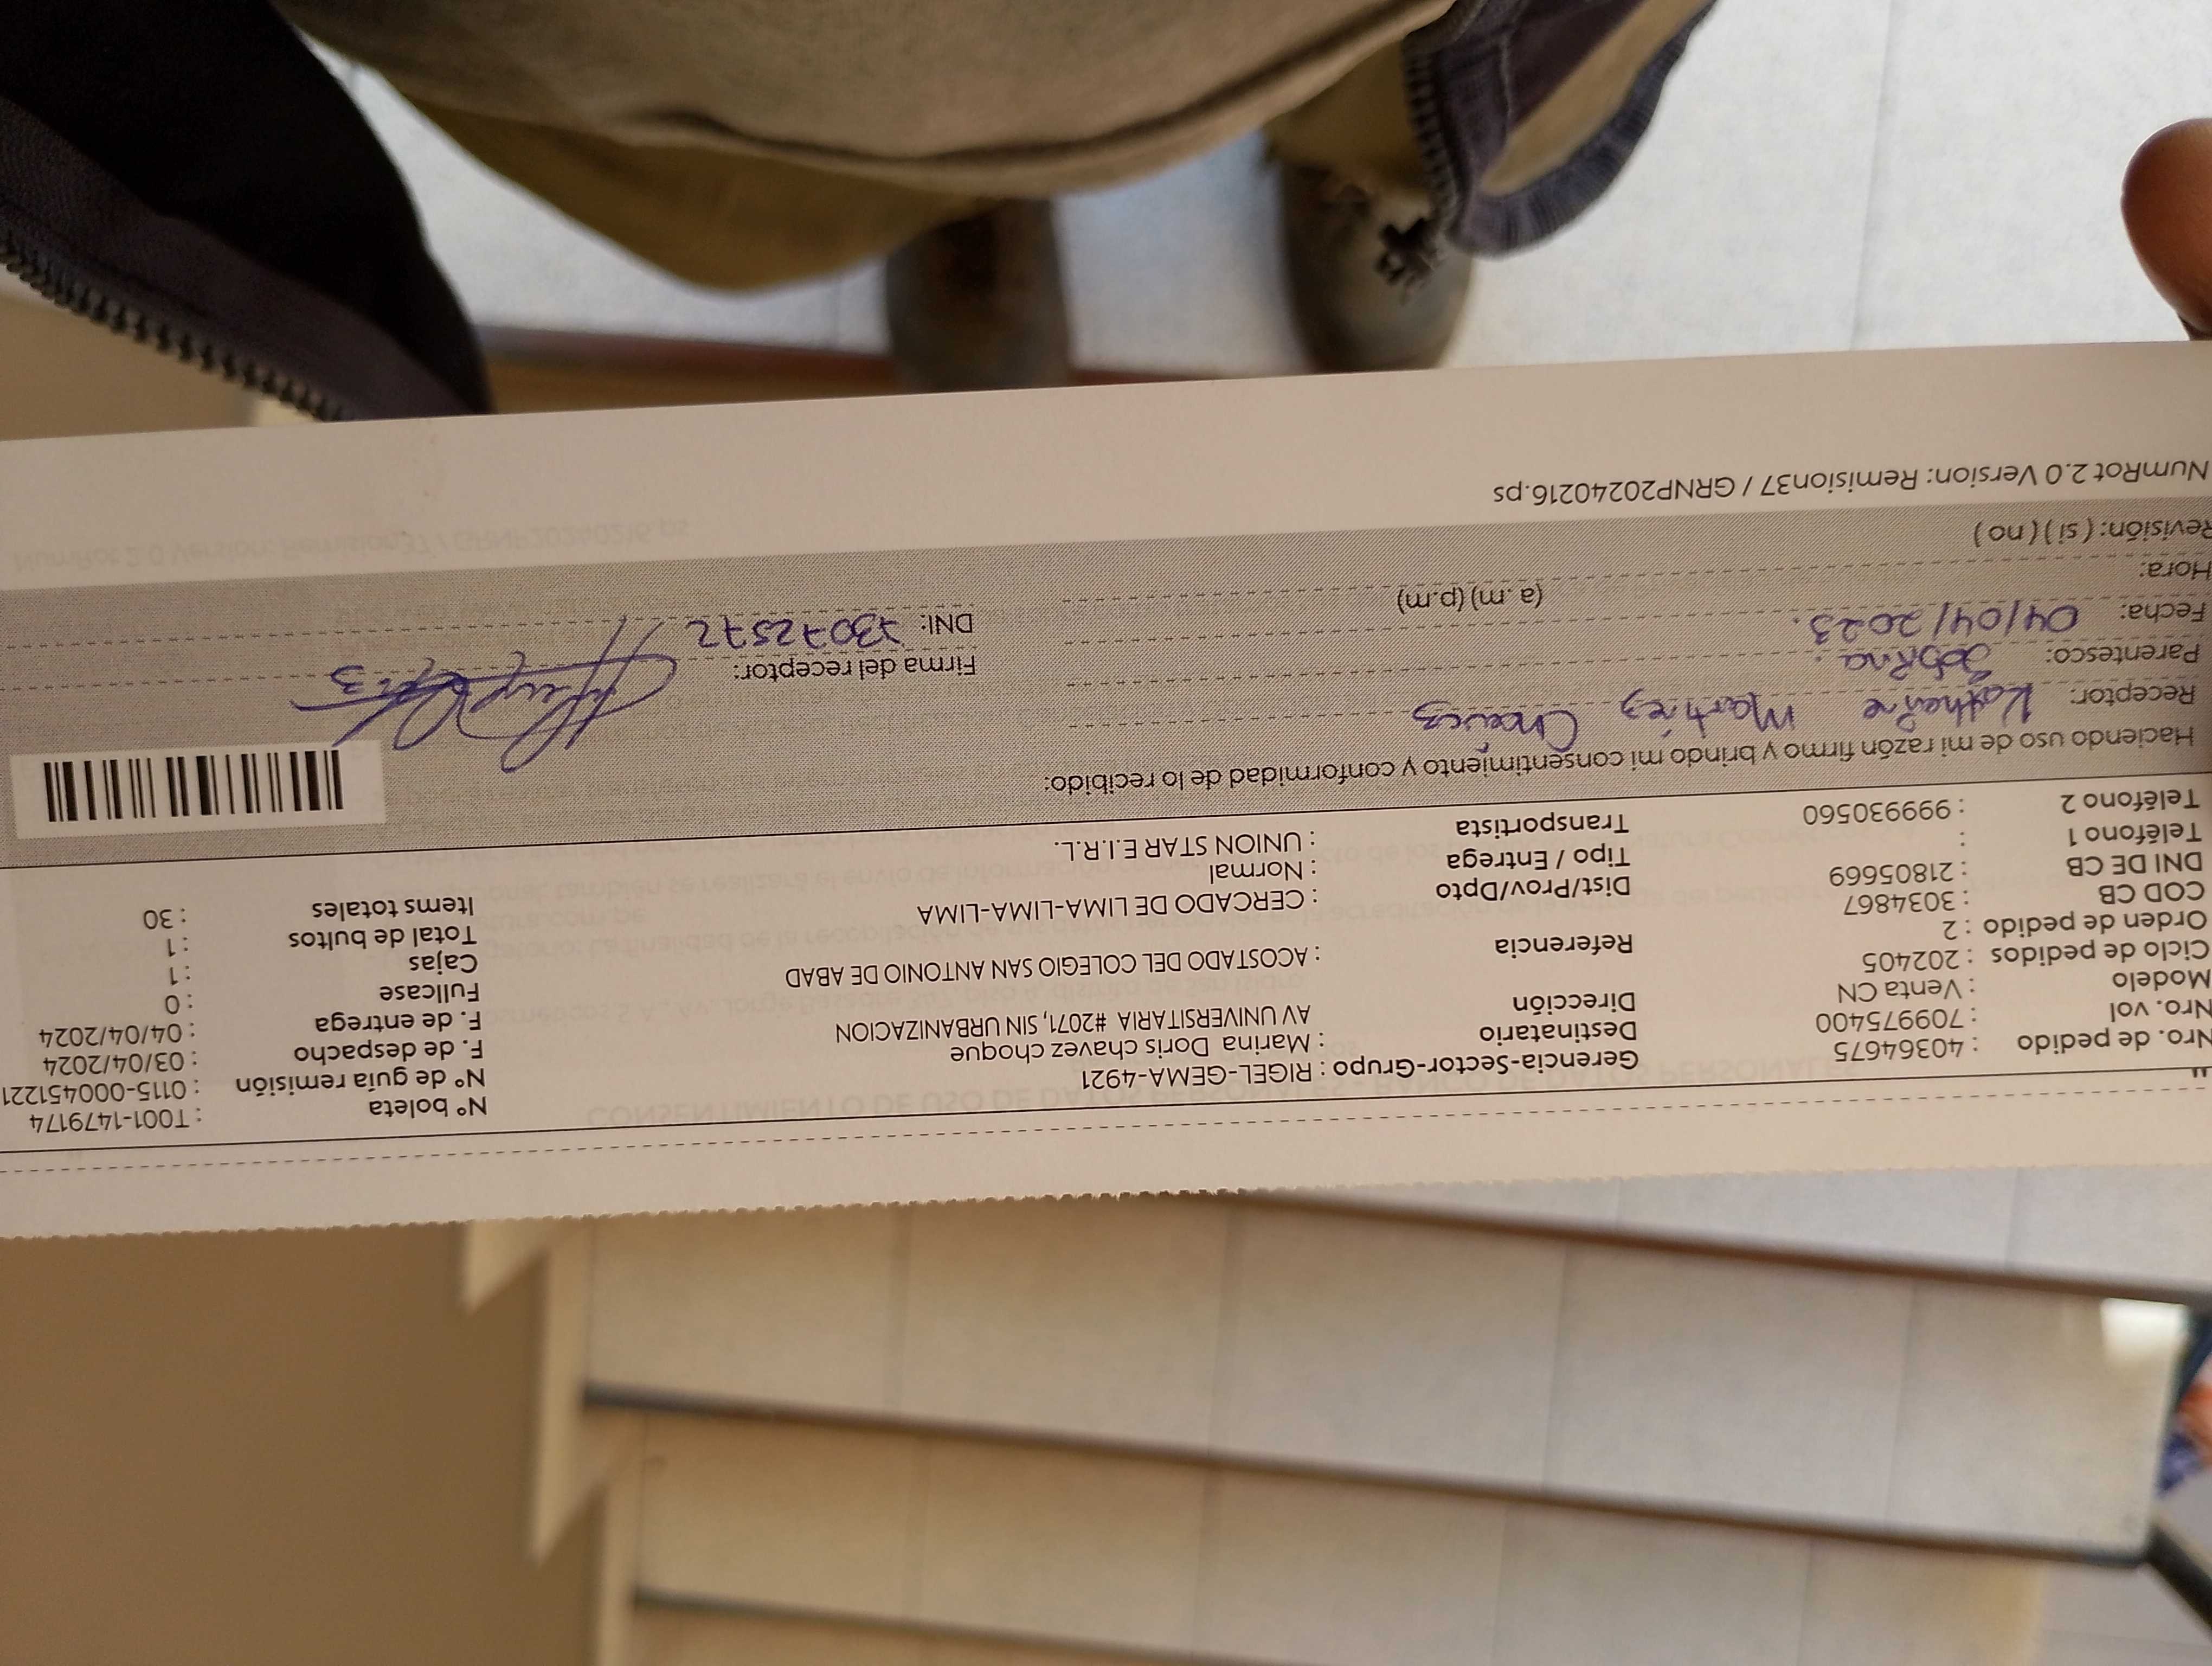 Nro. de pedido : 40364675
Nro. vol : 709975400
Modelo : Venta CN
Ciclo de pedidos : 202405
Orden de pedido : 2
COD CB : 3034867
DNI DE CB : 21805669
Teléfono 1 :
Teléfono 2 : 999930560
Gerencia-Sector-Grupo : RIGEL-GEMA-4921
Destinatario : Marina Doris chavez choque
Dirección AV UNIVERSITARIA #2071, SIN URBANIZACION
Referencia : ACOSTADO DEL COLEGIO SAN ANTONIO DE ABAD
Dist/Prov/Dpto : CERCADO DE LIMA-LIMA-LIMA
Tipo / Entrega : Normal
Transportista : UNION STAR E.I.R.L.
N° boleta : T001-1479174
N° de guía remisión : 0115-000451221
F. de despacho : 03/04/2024
F. de entrega : 04/04/2024
Fullcase : 0
Cajas : 1
Total de bultos : 1
Items totales : 30
Haciendo uso de mi razón firmo y brindo mi consentimiento y conformidad de lo recibido:
Receptor: Katherine Martínez Chavez
Parentesco: Sobrina.
Fecha: 04/04/2023.
Hora: (a. m) (p.m)
Revisión: ( si ) ( no )
Firma del receptor:
DNI: 73072572
NumRot 2.0 Version: Remision37 / GRNP20240216.ps